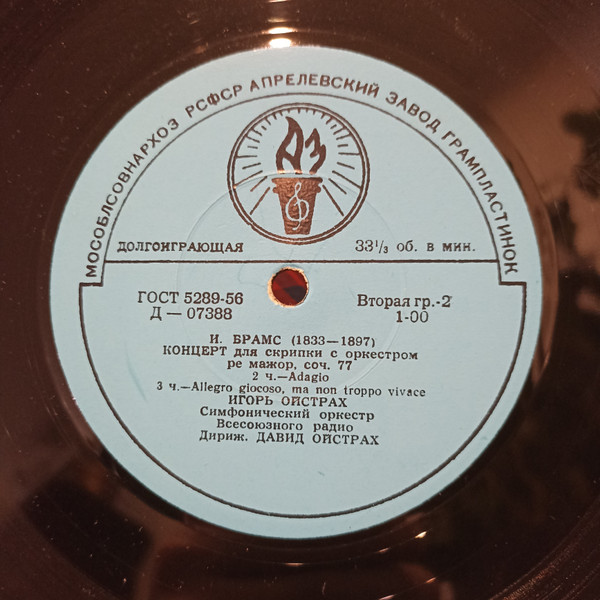 МОСОБЛСОВНАРХОЗ РСФСР АПРЕЛЕВСКИЙ ЗАВОД ГРАМПЛАСТИНОК
АЗ
ДОЛГОИГРАЮЩАЯ 33⅓ об. в мин.
ГОСТ 5289-56 Вторая гр.-2
Д — 07388 1-00
И. БРАМС (1833—1897)
КОНЦЕРТ для скрипки с оркестром
ре мажор, соч. 77
2 ч.—Adagio
3 ч.—Allegro giocoso, ma non troppo vivace
ИГОРЬ ОЙСТРАХ
Симфонический оркестр
Всесоюзного радио
Дириж. ДАВИД ОЙСТРАХ